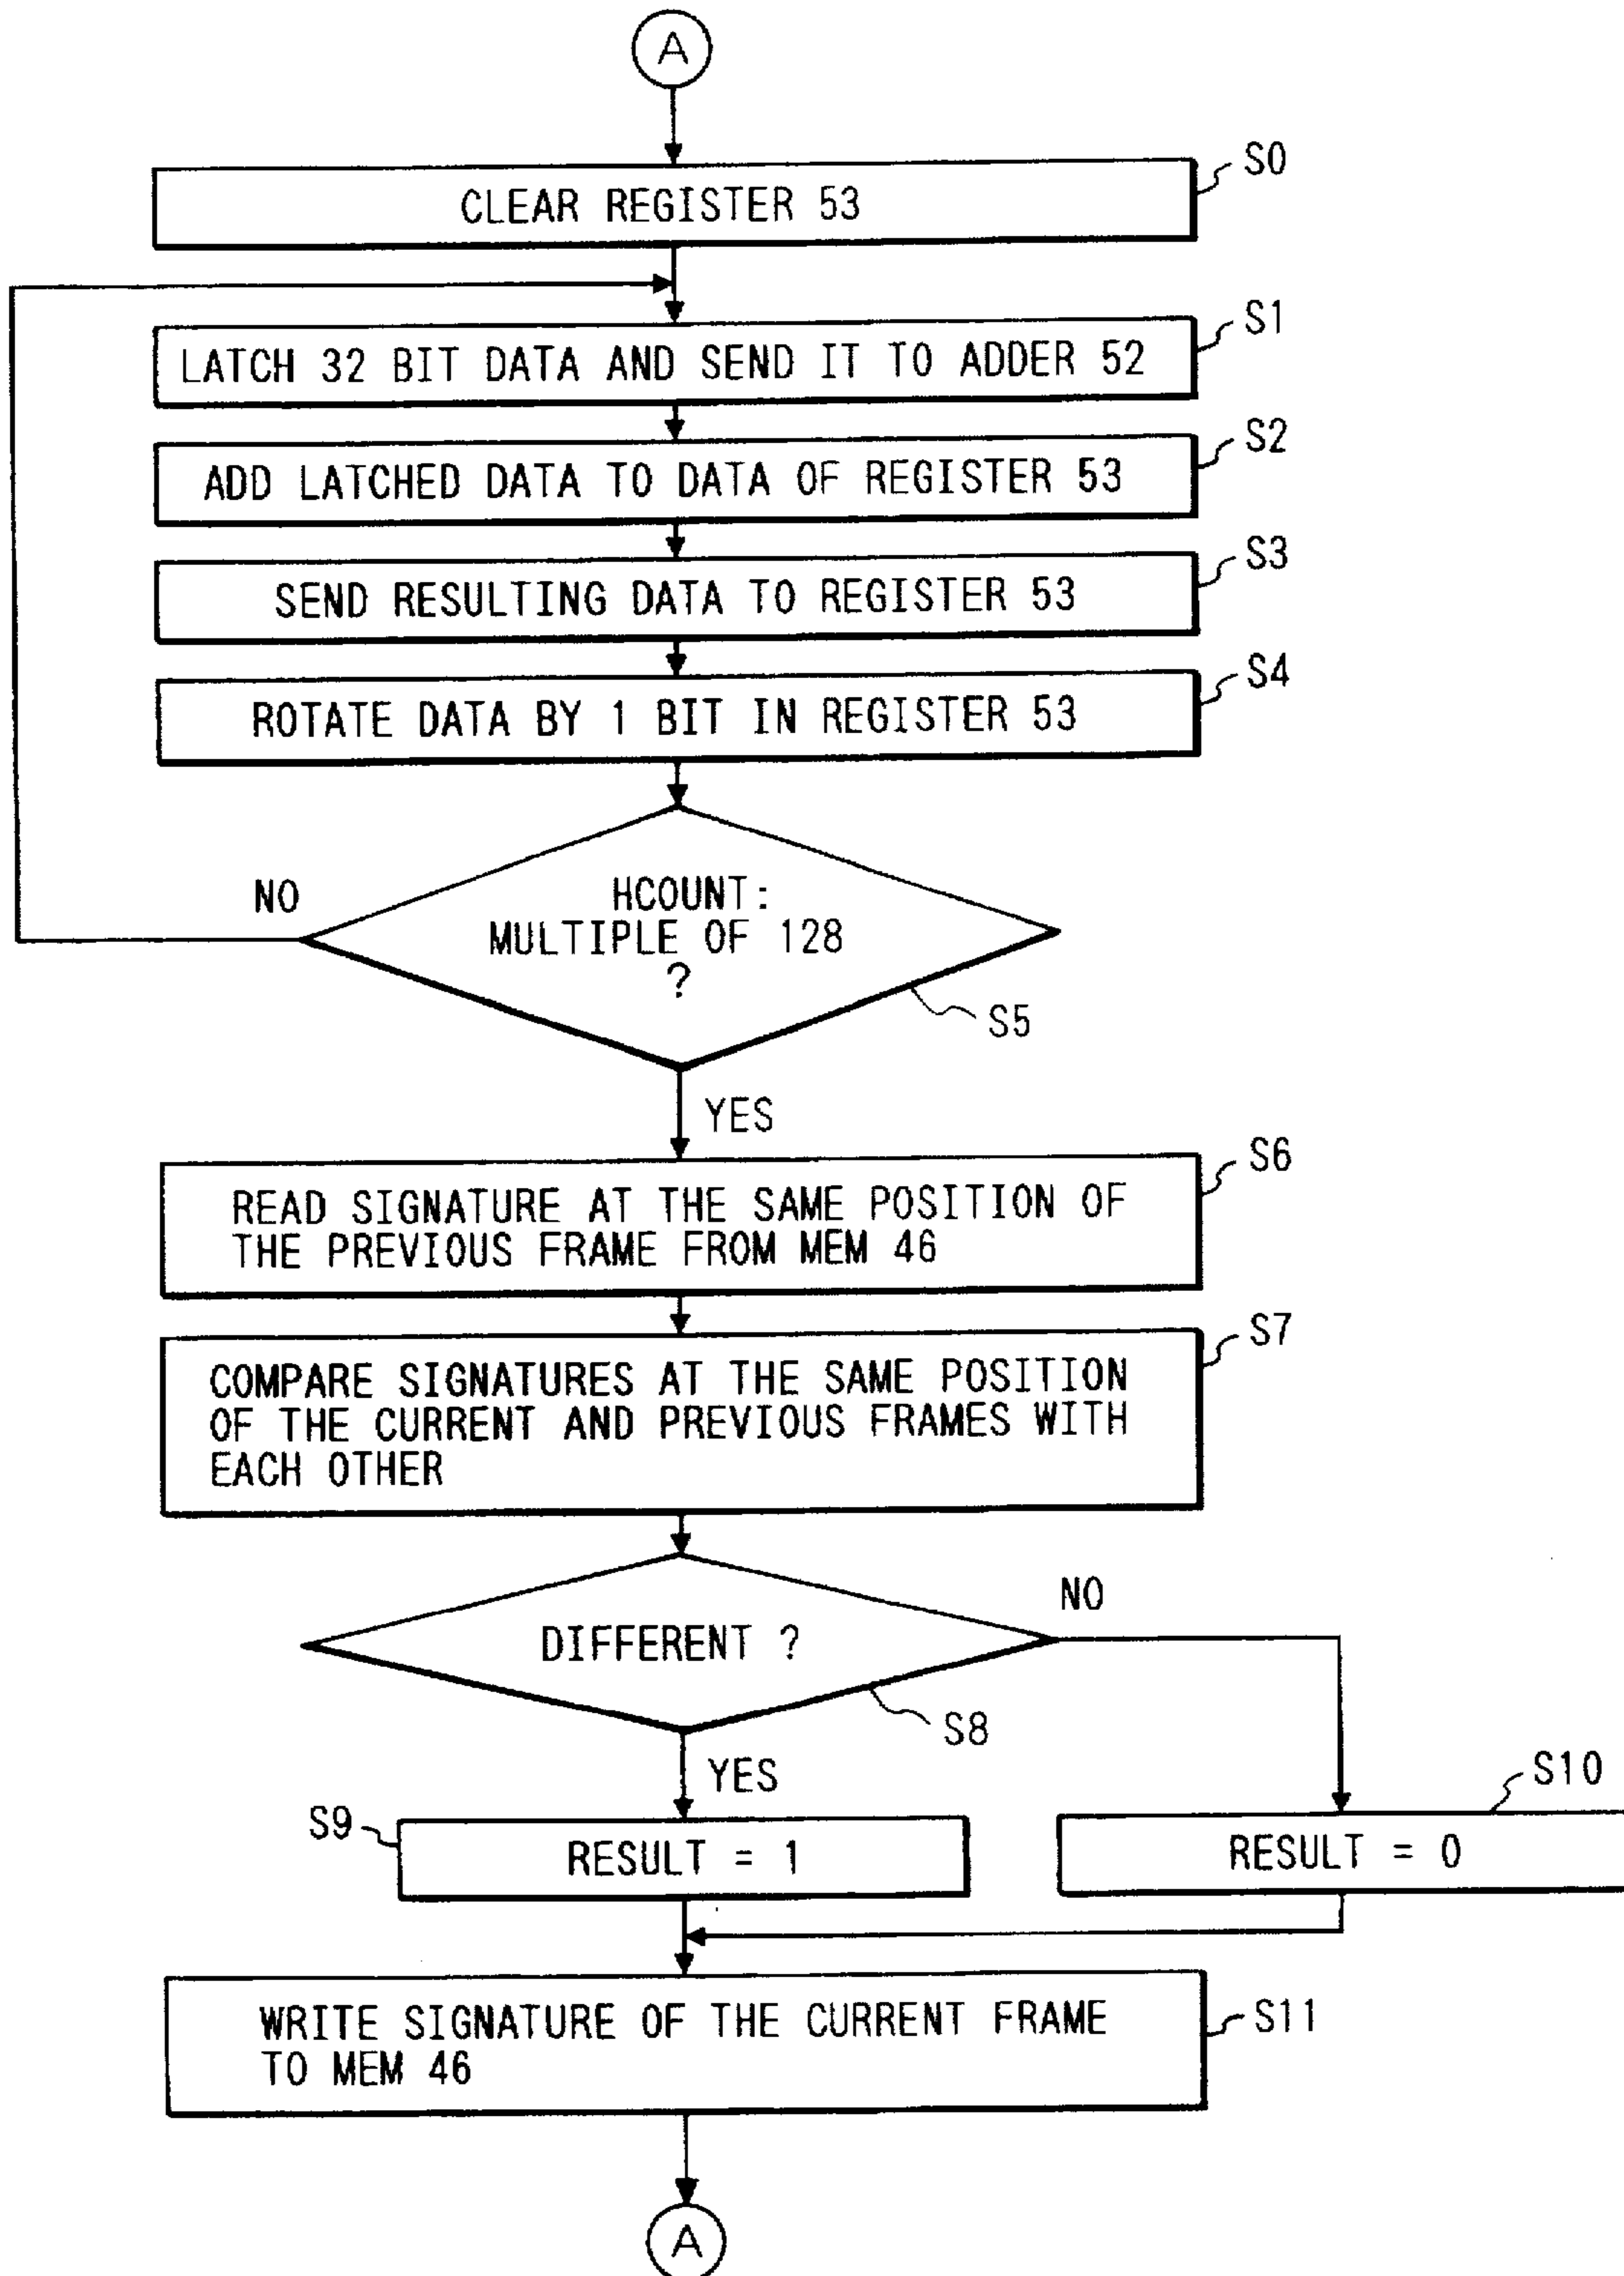 A
S0
CLEAR REGISTER 53
S1
LATCH 32 BIT DATA AND SEND IT TO ADDER 52
S2
ADD LATCHED DATA TO DATA OF REGISTER 53
S3
SEND RESULTING DATA TO REGISTER 53
S4
ROTATE DATA BY 1 BIT IN REGISTER 53
NO
HCOUNT:
MULTIPLE OF 128
?
S5
YES
S6
READ SIGNATURE AT THE SAME POSITION OF
THE PREVIOUS FRAME FROM MEM 46
S7
COMPARE SIGNATURES AT THE SAME POSITION
OF THE CURRENT AND PREVIOUS FRAMES WITH
EACH OTHER
NO
DIFFERENT ?
S8
YES
S10
S9
RESULT = 1
RESULT = 0
S11
WRITE SIGNATURE OF THE CURRENT FRAME
TO MEM 46
A